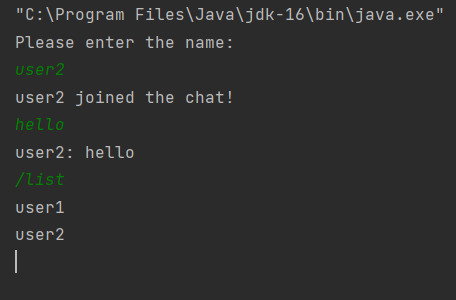 "C:\Program Files\Java\jdk-16\bin\java.exe"
Please enter the name:
user2
user2 joined the chat!
hello
user2: hello
/list
user1
user2